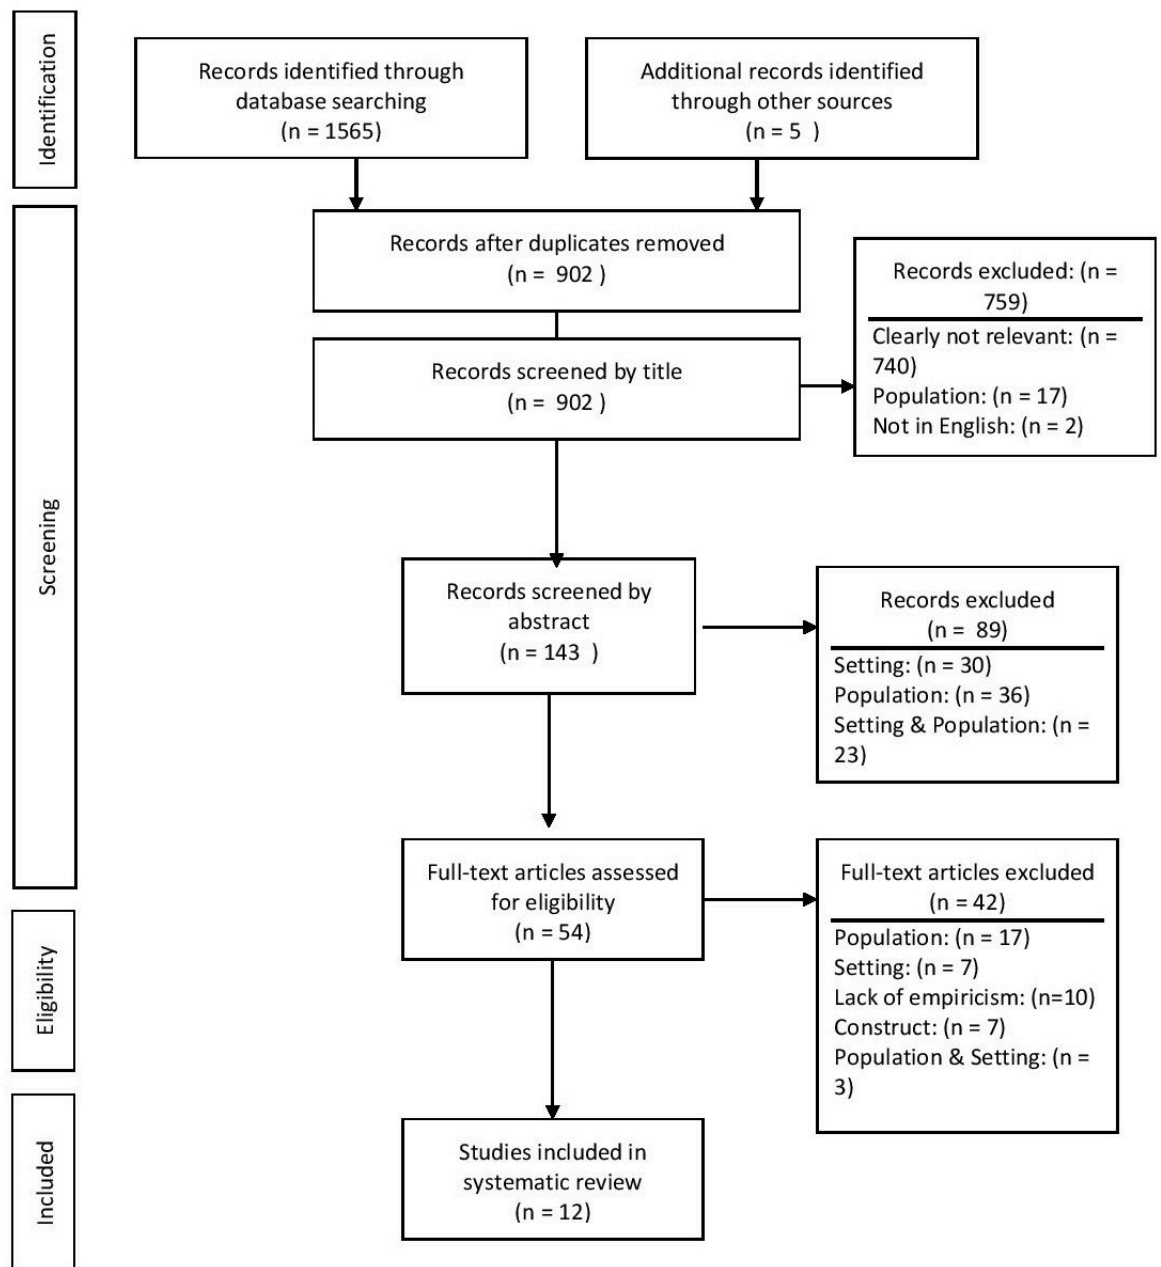 Identification
Records identified through
database searching
(n = 1565)
Additional records identified
through other sources
(n = 5  )
Screening
Records after duplicates removed
(n =  902 )
Records screened by title
(n =  902 )
Records excluded: (n =
759)
Clearly not relevant: (n =
740)
Population: (n = 17)
Not in English: (n = 2)
Records screened by
abstract
(n = 143  )
Records excluded
(n =  89)
Setting: (n = 30)
Population: (n = 36)
Setting & Population: (n =
23)
Full-text articles assessed
for eligibility
(n = 54)
Full-text articles excluded
(n = 42)
Population: (n = 17)
Setting: (n = 7)
Lack of empiricism: (n=10)
Construct: (n = 7)
Population & Setting: (n =
3)
Eligibility
Included
Studies included in
systematic review
(n = 12)